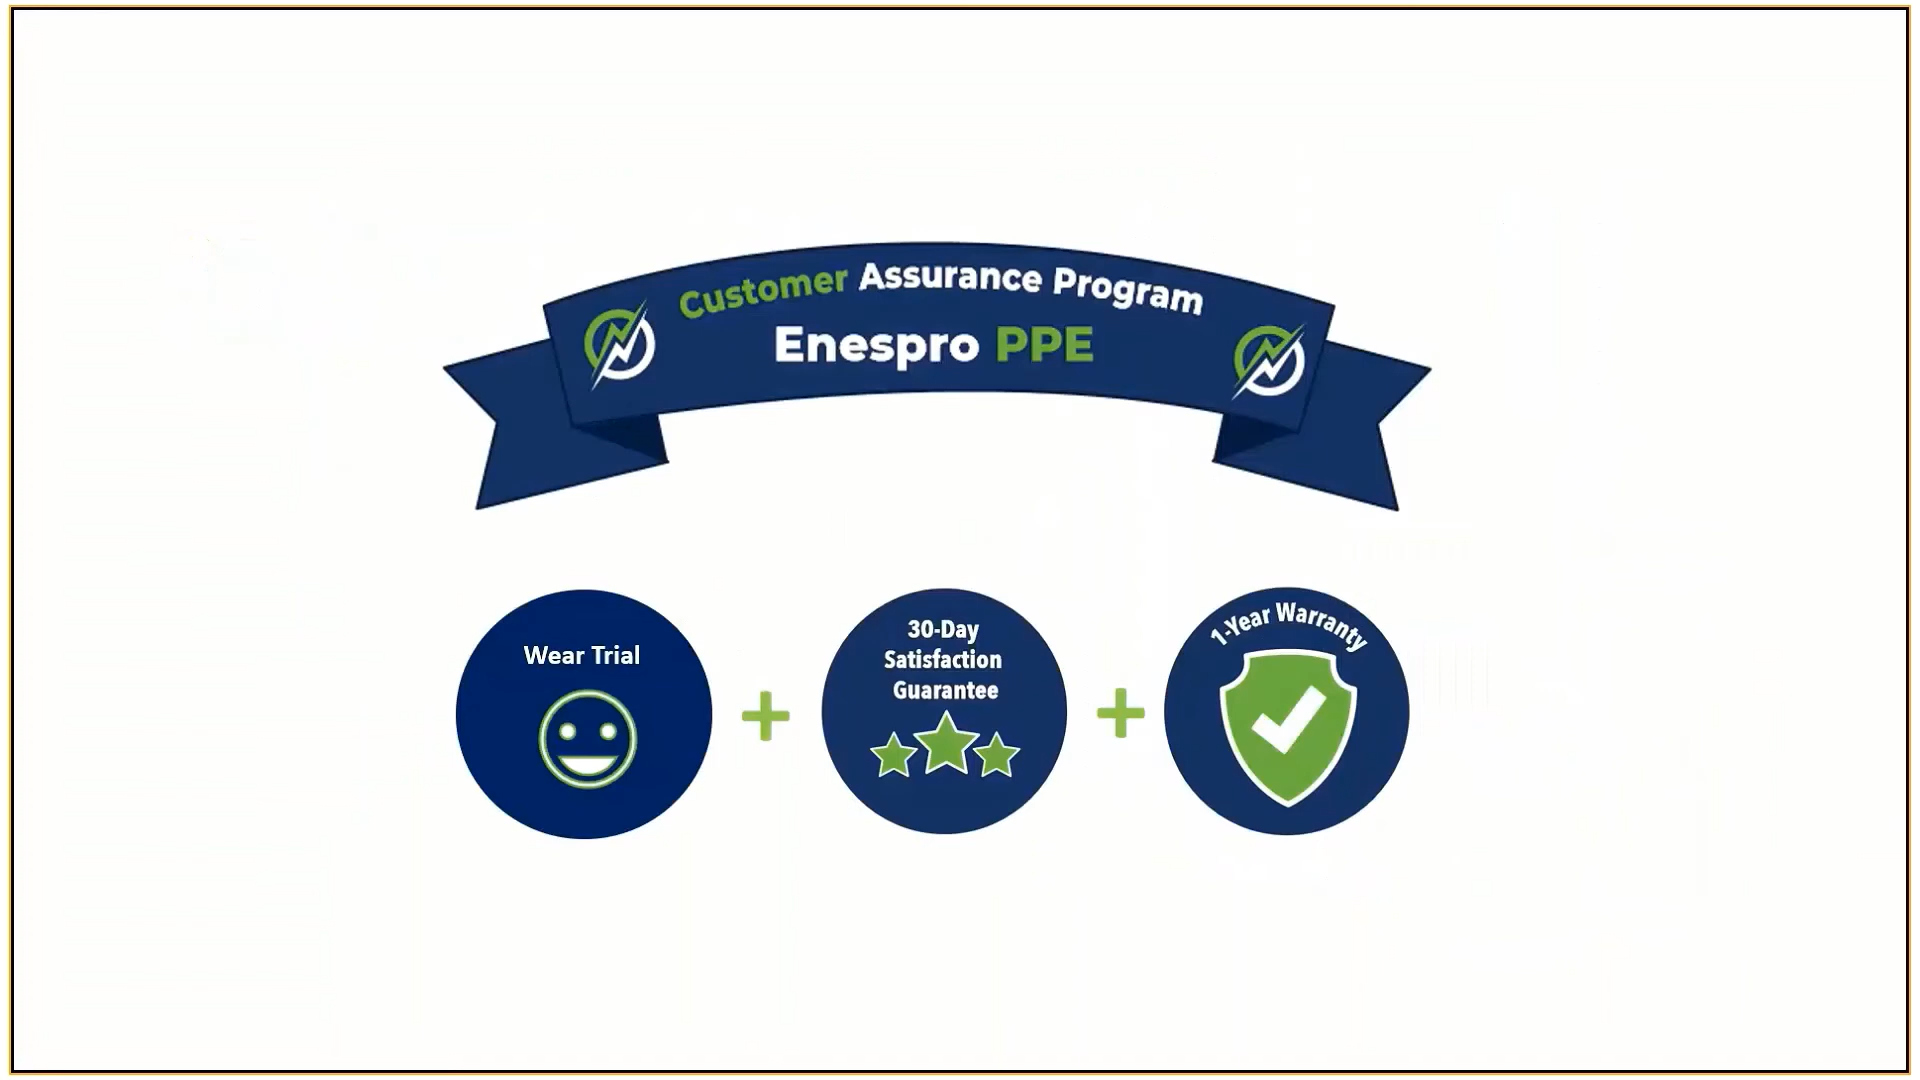 Customer Assurance Program
Enespro PPE
Wear Trial
30-Day
Satisfaction
Guarantee
1-Year Warranty